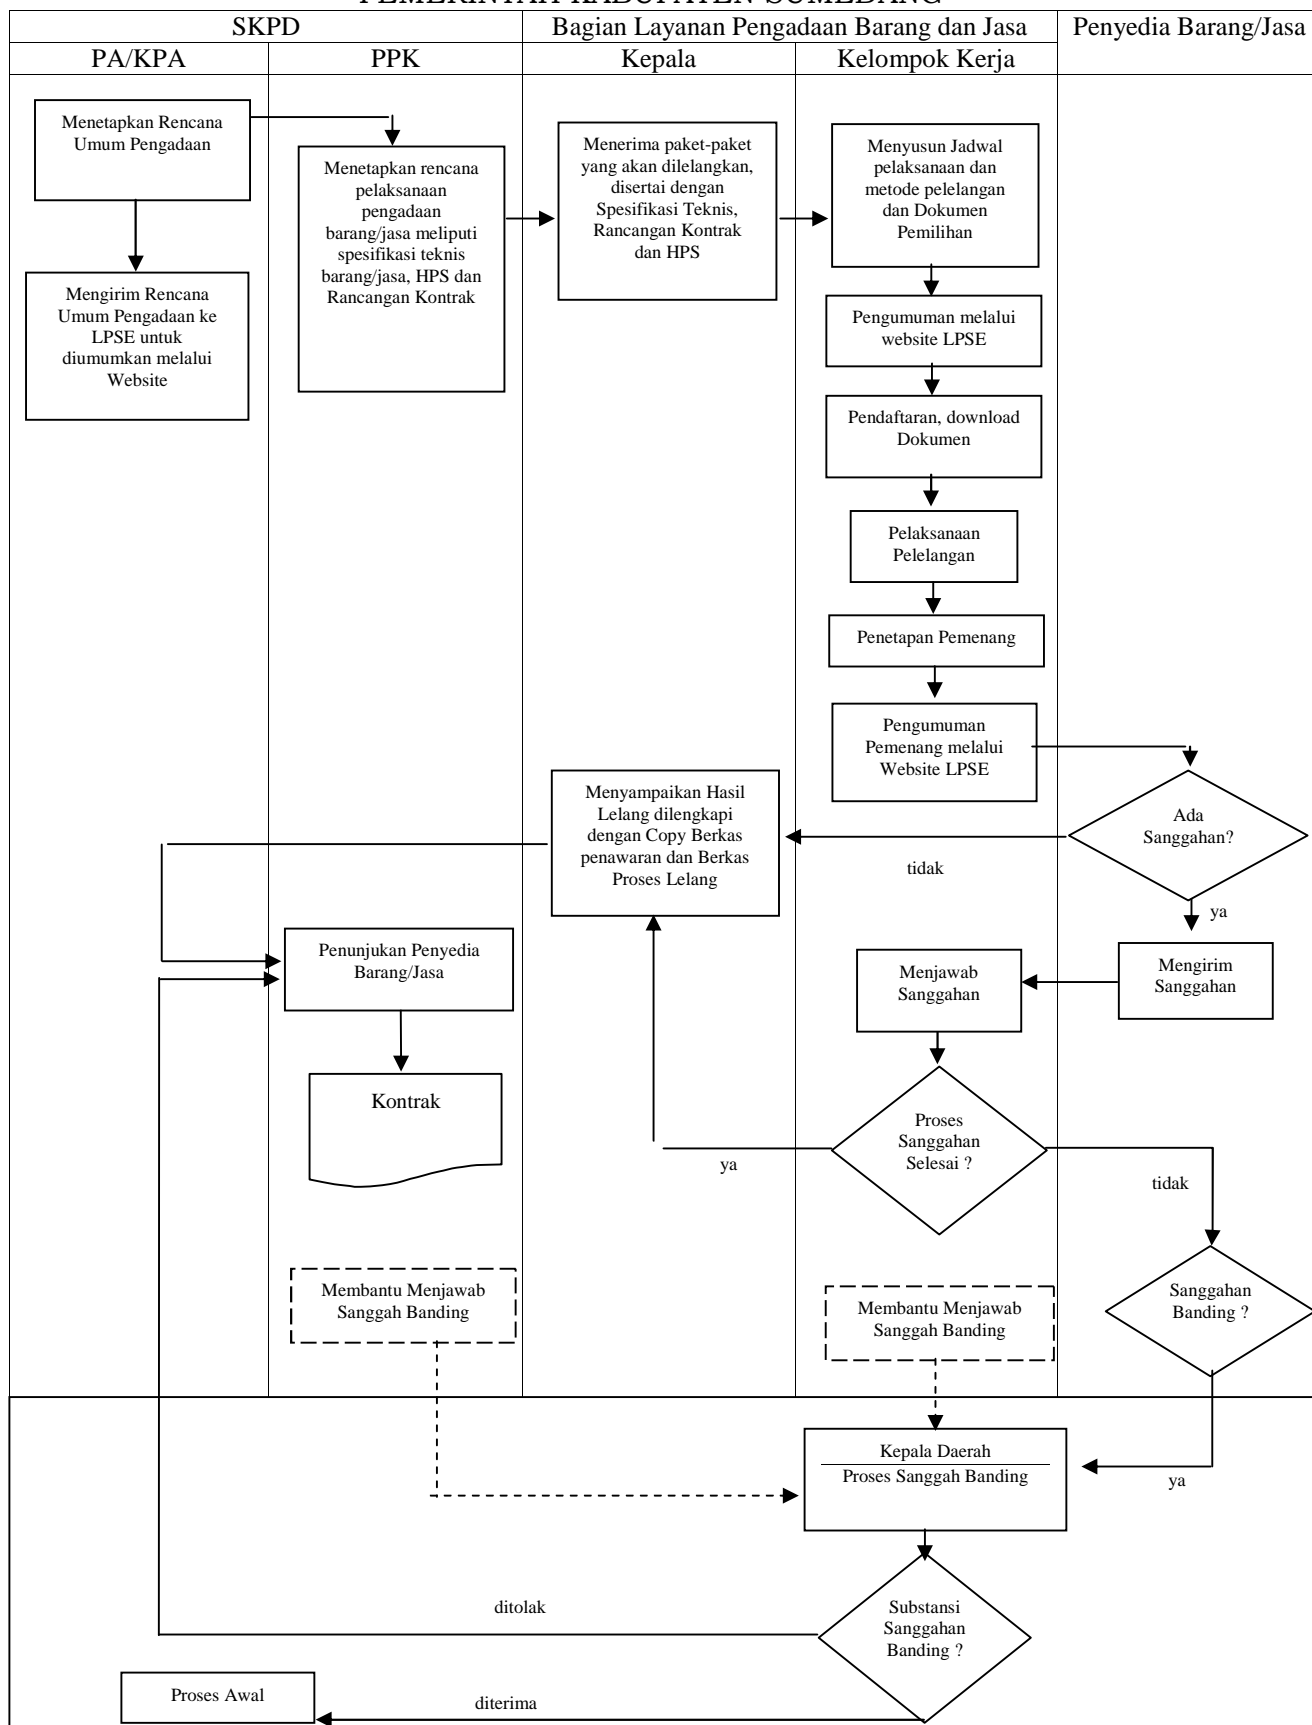 PEMERINTAH KABUPATEN SUMEDANG
SKPD
Bagian Layanan Pengadaan Barang dan Jasa
Penyedia Barang/Jasa
PA/KPA
PPK
Kepala
Kelompok Kerja
Menetapkan Rencana
Umum Pengadaan
Mengirim Rencana
Umum Pengadaan ke
LPSE untuk
diumumkan melalui
Website
Menetapkan rencana
pelaksanaan
pengadaan
barang/jasa meliputi
spesifikasi teknis
barang/jasa, HPS dan
Rancangan Kontrak
Menerima paket-paket
yang akan dilelangkan,
disertai dengan
Spesifikasi Teknis,
Rancangan Kontrak
dan HPS
Menyusun Jadwal
pelaksanaan dan
metode pelelangan
dan Dokumen
Pemilihan
Pengumuman melalui
website LPSE
Pendaftaran, download
Dokumen
Pelaksanaan
Pelelangan
Penetapan Pemenang
Pengumuman
Pemenang melalui
Website LPSE
Ada
Sanggahan?
tidak
ya
Menyampaikan Hasil
Lelang dilengkapi
dengan Copy Berkas
penawaran dan Berkas
Proses Lelang
Penunjukan Penyedia
Barang/Jasa
Menjawab
Sanggahan
Mengirim
Sanggahan
Kontrak
Proses
Sanggahan
Selesai ?
ya
tidak
Membantu Menjawab
Sanggah Banding
Membantu Menjawab
Sanggah Banding
Sanggahan
Banding ?
Kepala Daerah
Proses Sanggah Banding
ya
Substansi
Sanggahan
Banding ?
ditolak
Proses Awal
diterima